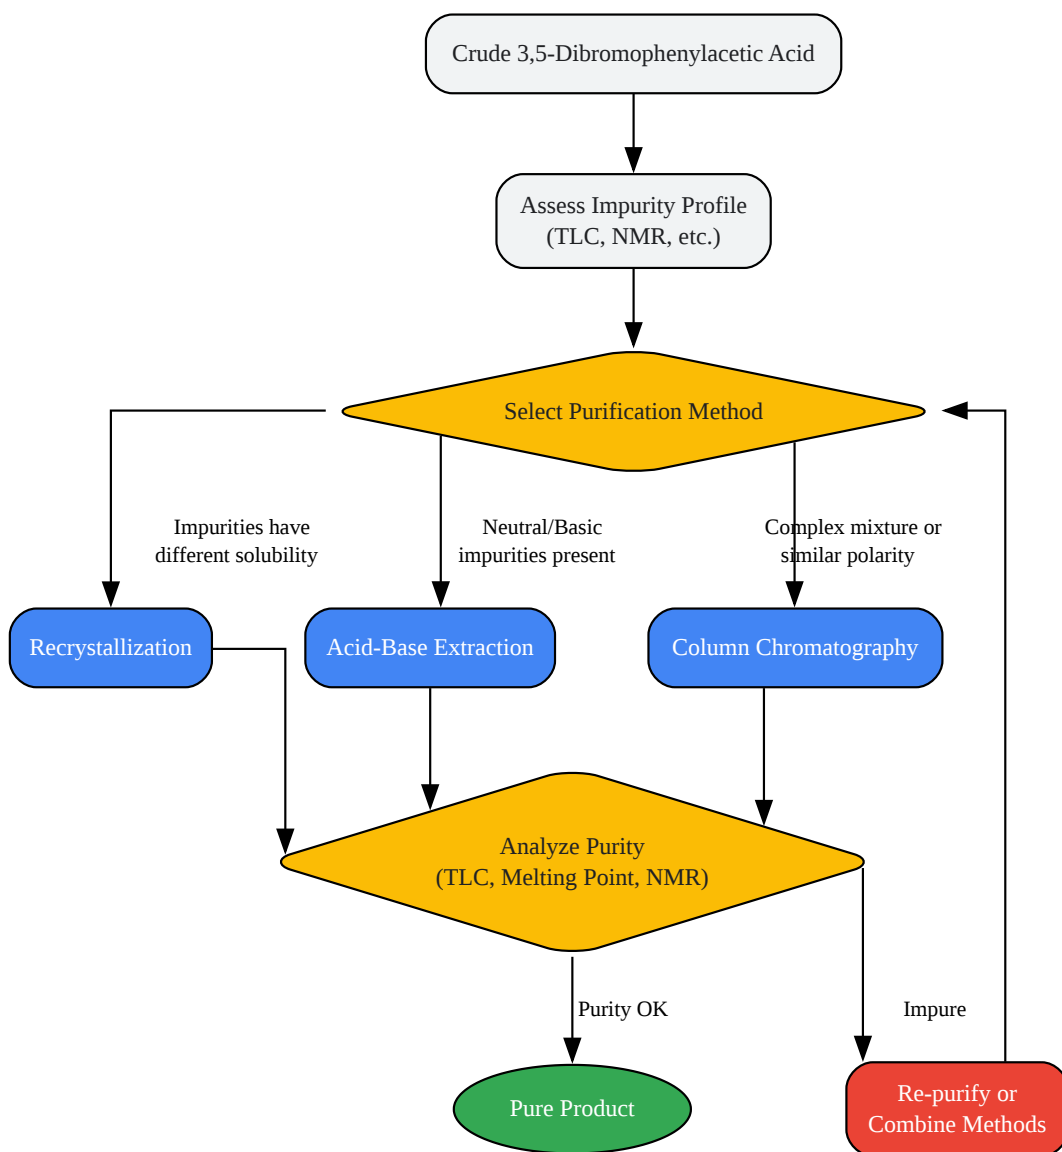 Crude 3,5-Dibromophenylacetic Acid
Assess Impurity Profile
(TLC, NMR, etc.)
Select Purification Method
Impurities have
different solubility
Neutral/Basic
impurities present
Complex mixture or
similar polarity
Recrystallization
Acid-Base Extraction
Column Chromatography
Analyze Purity
(TLC, Melting Point, NMR)
Purity OK
Impure
Pure Product
Re-purify or
Combine Methods